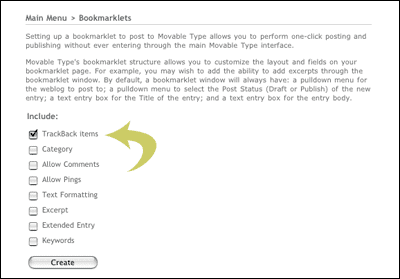 Main Menu > Bookmarklets
Setting up a bookmarklet to post to Movable Type allows you to perform one-click posting and
publishing without ever entering through the main Movable Type interface.
Movable Type's bookmarklet structure allows you to customize the layout and fields on your
bookmarklet page. For example, you may wish to add the ability to add excerpts through the
bookmarklet window. By default, a bookmarklet window will always have: a pulldown menu for
the weblog to post to; a pulldown menu to select the Post Status (Draft or Publish) of the
new entry; a text entry box for the Title of the entry; and a text entry box for the entry body.
Include:
TrackBack items
Category
Allow Comments
Allow Pings
Text Formatting
Excerpt
Extended Entry
Keywords
Create